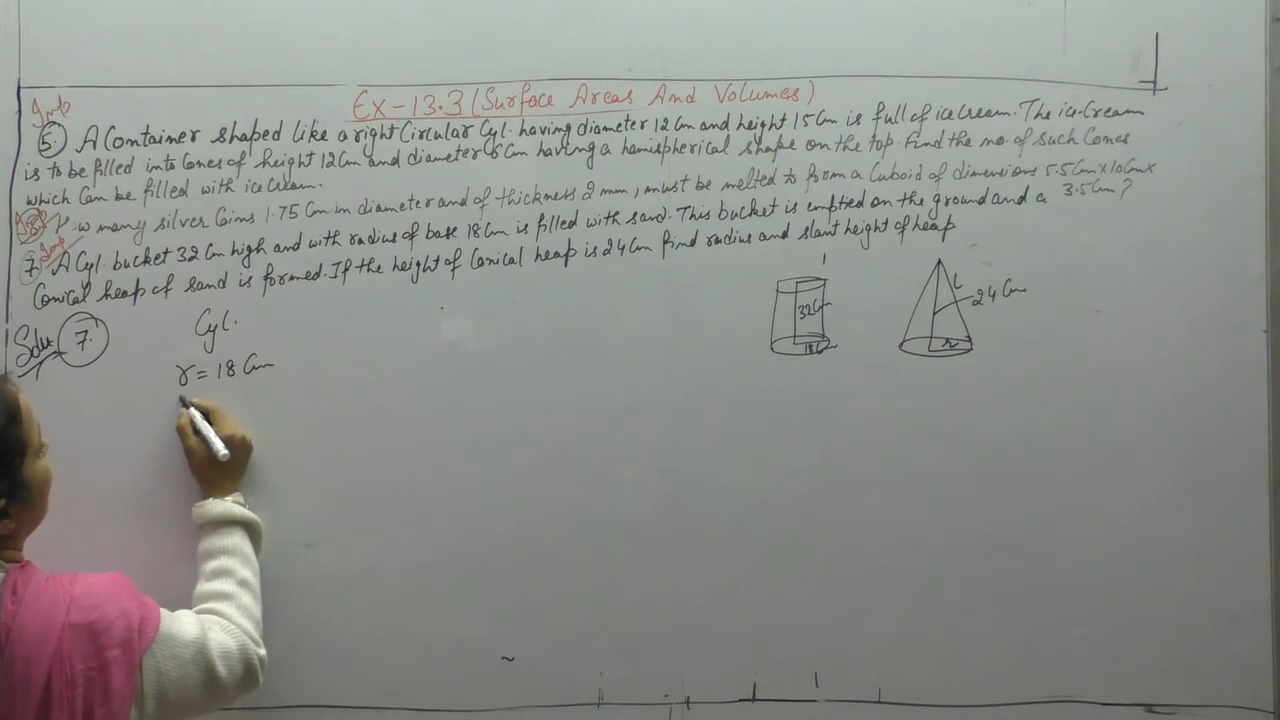 Ex-13.3 (Surface Areas And Volumes)
Imp
5. A Container shaped like a right Circular Cyl. having diameter 12 Cm and height 15 Cm is full of ice cream. The ice-Cream
is to be filled into Cones of height 12 Cm and diameter 6 Cm having a hemispherical shape on the top. Find the no. of such Cones
which Can be filled with ice Cream.
many silver Coins 1.75 Cm in diameter and of thickness 2 mm, must be melted to form a Cuboid of dimensions 5.5 Cm x 10 Cm x
3.5 Cm?
Imp
7. A Cyl. bucket 32 Cm high and with radius of base 18 Cm is filled with sand. This bucket is emptied on the ground and a
Conical heap of sand is formed. If the height of Conical heap is 24 Cm find radius and slant height of heap
Soln. 7.
Cyl.
r = 18 Cm
32 Cm
18 Cm
L
24 Cm
r